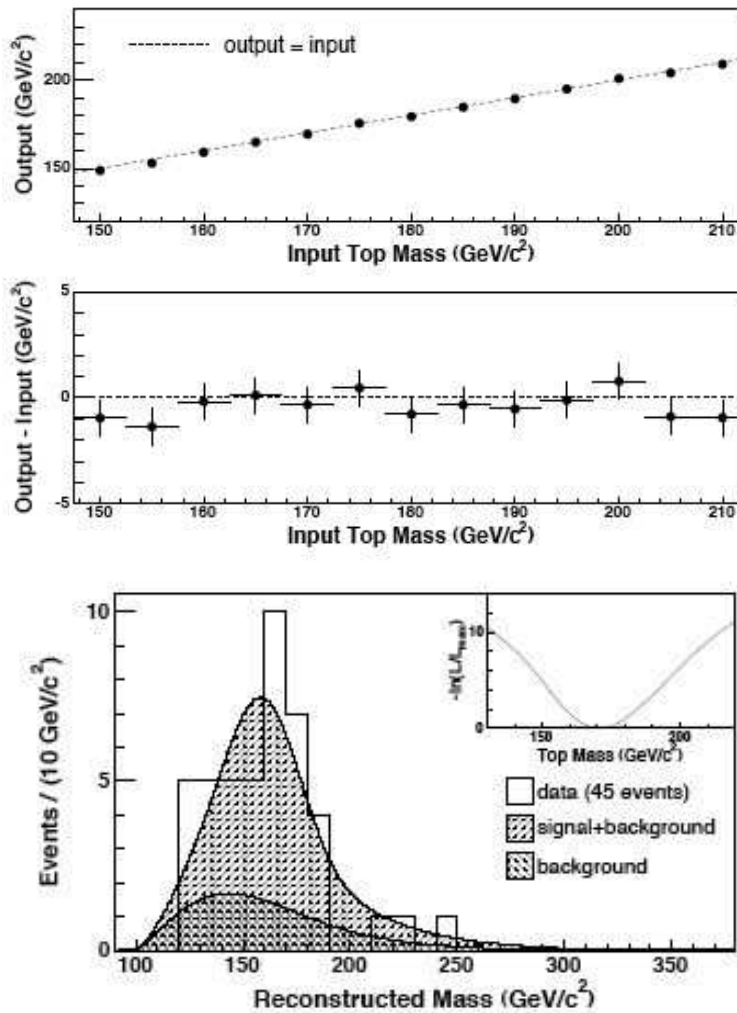 Output (GeV/c²)
output = input
200
150
150 160 170 180 190 200 210
Input Top Mass (GeV/c²)
Output - Input (GeV/c²)
5
0
-5
150 160 170 180 190 200 210
Input Top Mass (GeV/c²)
Events / (10 GeV/c²)
10
5
0
-ln(L/Lmax)
10
0
150 200
Top Mass (GeV/c²)
data (45 events)
signal+background
background
100 150 200 250 300 350
Reconstructed Mass (GeV/c²)